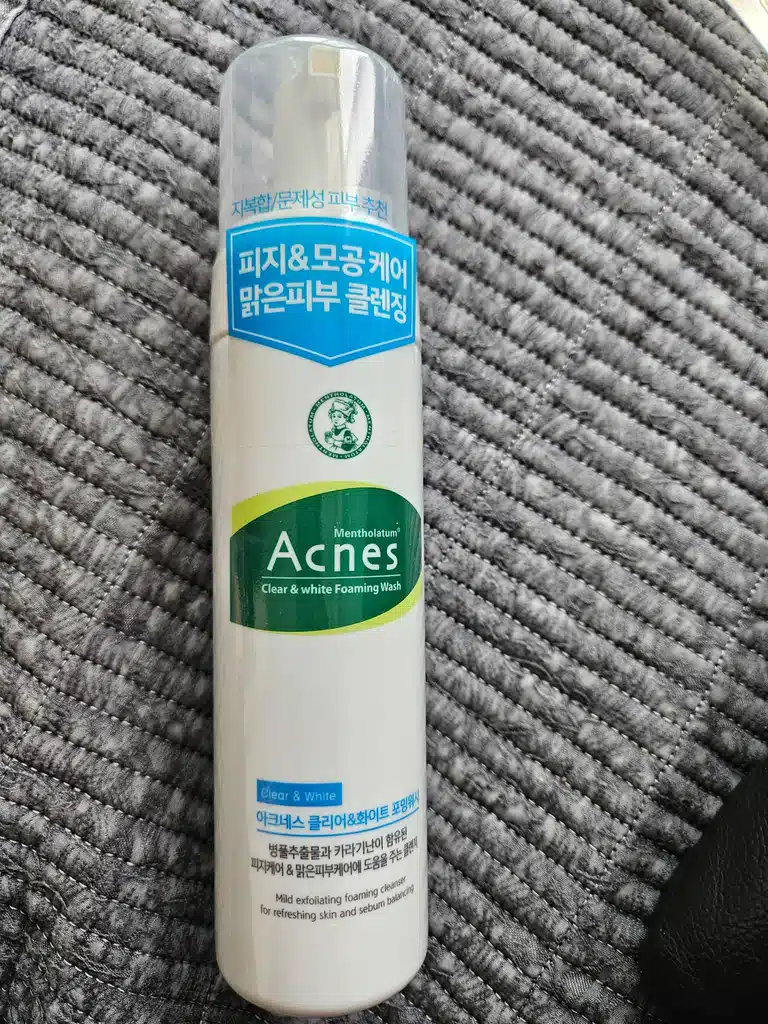 지복합/문제성 피부 추천
피지&모공 케어
맑은피부 클렌징
MENTHOLATUM
Mentholatum®
Acnes
Clear & white Foaming Wash
Clear & White
아크네스 클리어&화이트 포밍워시
병풀추출물과 카라기난이 함유된
피지케어 & 맑은피부케어에 도움을 주는 클렌저
Mild exfoliating foaming cleanser
for refreshing skin and sebum balancing